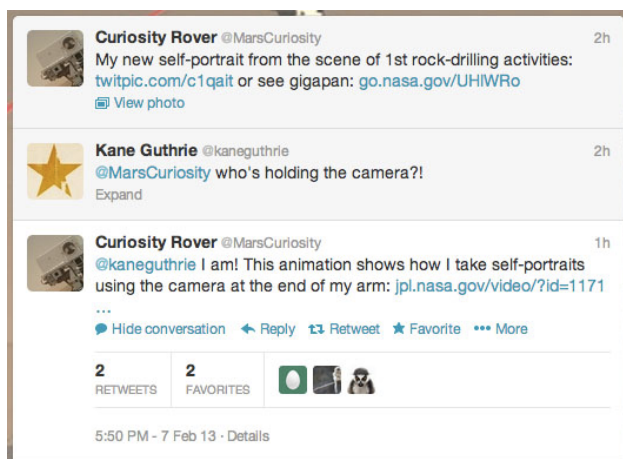 Curiosity Rover @MarsCuriosity 2h
My new self-portrait from the scene of 1st rock-drilling activities:
twitpic.com/c1qait or see gigapan: go.nasa.gov/UHlWRo
View photo
Kane Guthrie @kaneguthrie 2h
@MarsCuriosity who's holding the camera?!
Expand
Curiosity Rover @MarsCuriosity 1h
@kaneguthrie I am! This animation shows how I take self-portraits
using the camera at the end of my arm: jpl.nasa.gov/video/?id=1171
...
Hide conversation Reply Retweet Favorite ••• More
2 2
RETWEETS FAVORITES
5:50 PM - 7 Feb 13 · Details